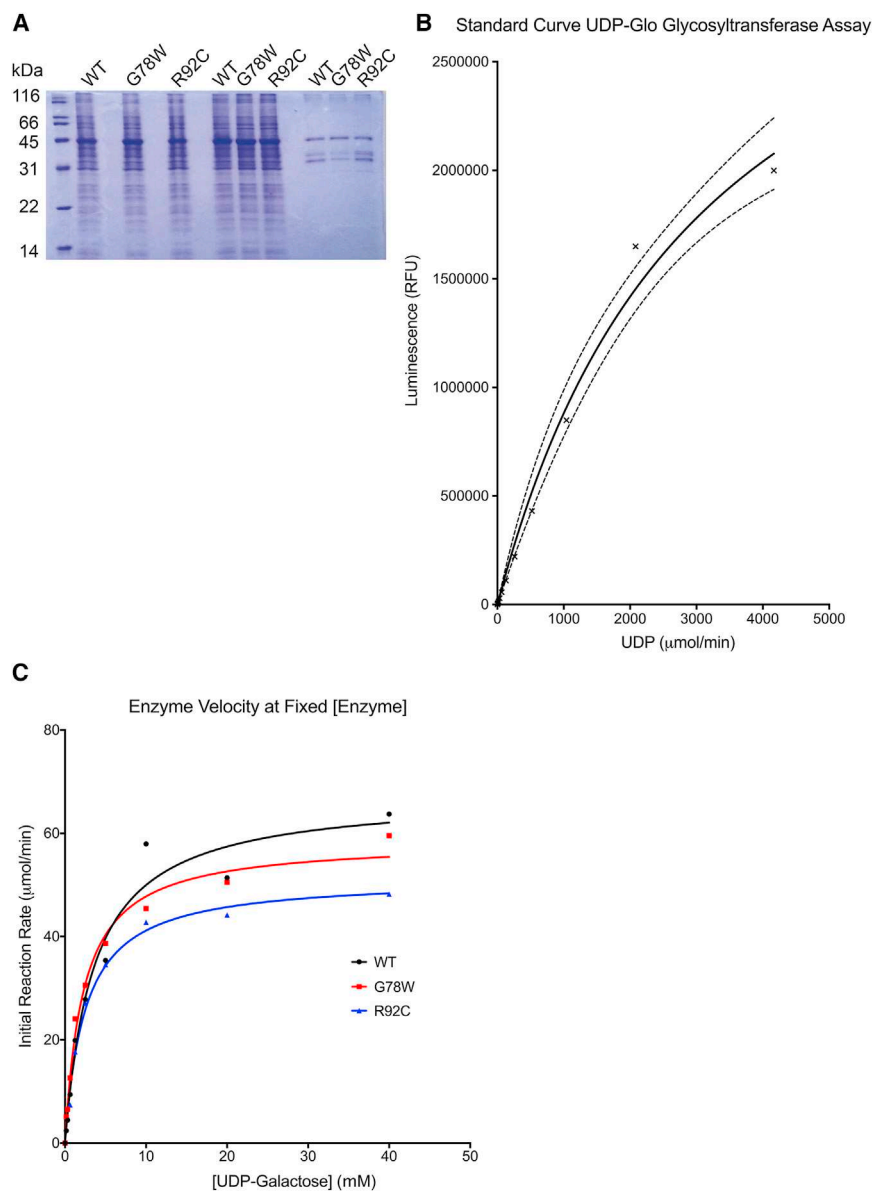 A
kDa
WT G78W R92C WT G78W R92C WT G78W R92C
116
66
45
31
22
14
B
Standard Curve UDP-Glo Glycosyltransferase Assay
2500000
2000000
1500000
1000000
500000
0
Luminescence (RFU)
0 1000 2000 3000 4000 5000
UDP (μmol/min)
C
Enzyme Velocity at Fixed [Enzyme]
80
60
40
20
0
Initial Reaction Rate (μmol/min)
WT
G78W
R92C
0 10 20 30 40 50
[UDP-Galactose] (mM)